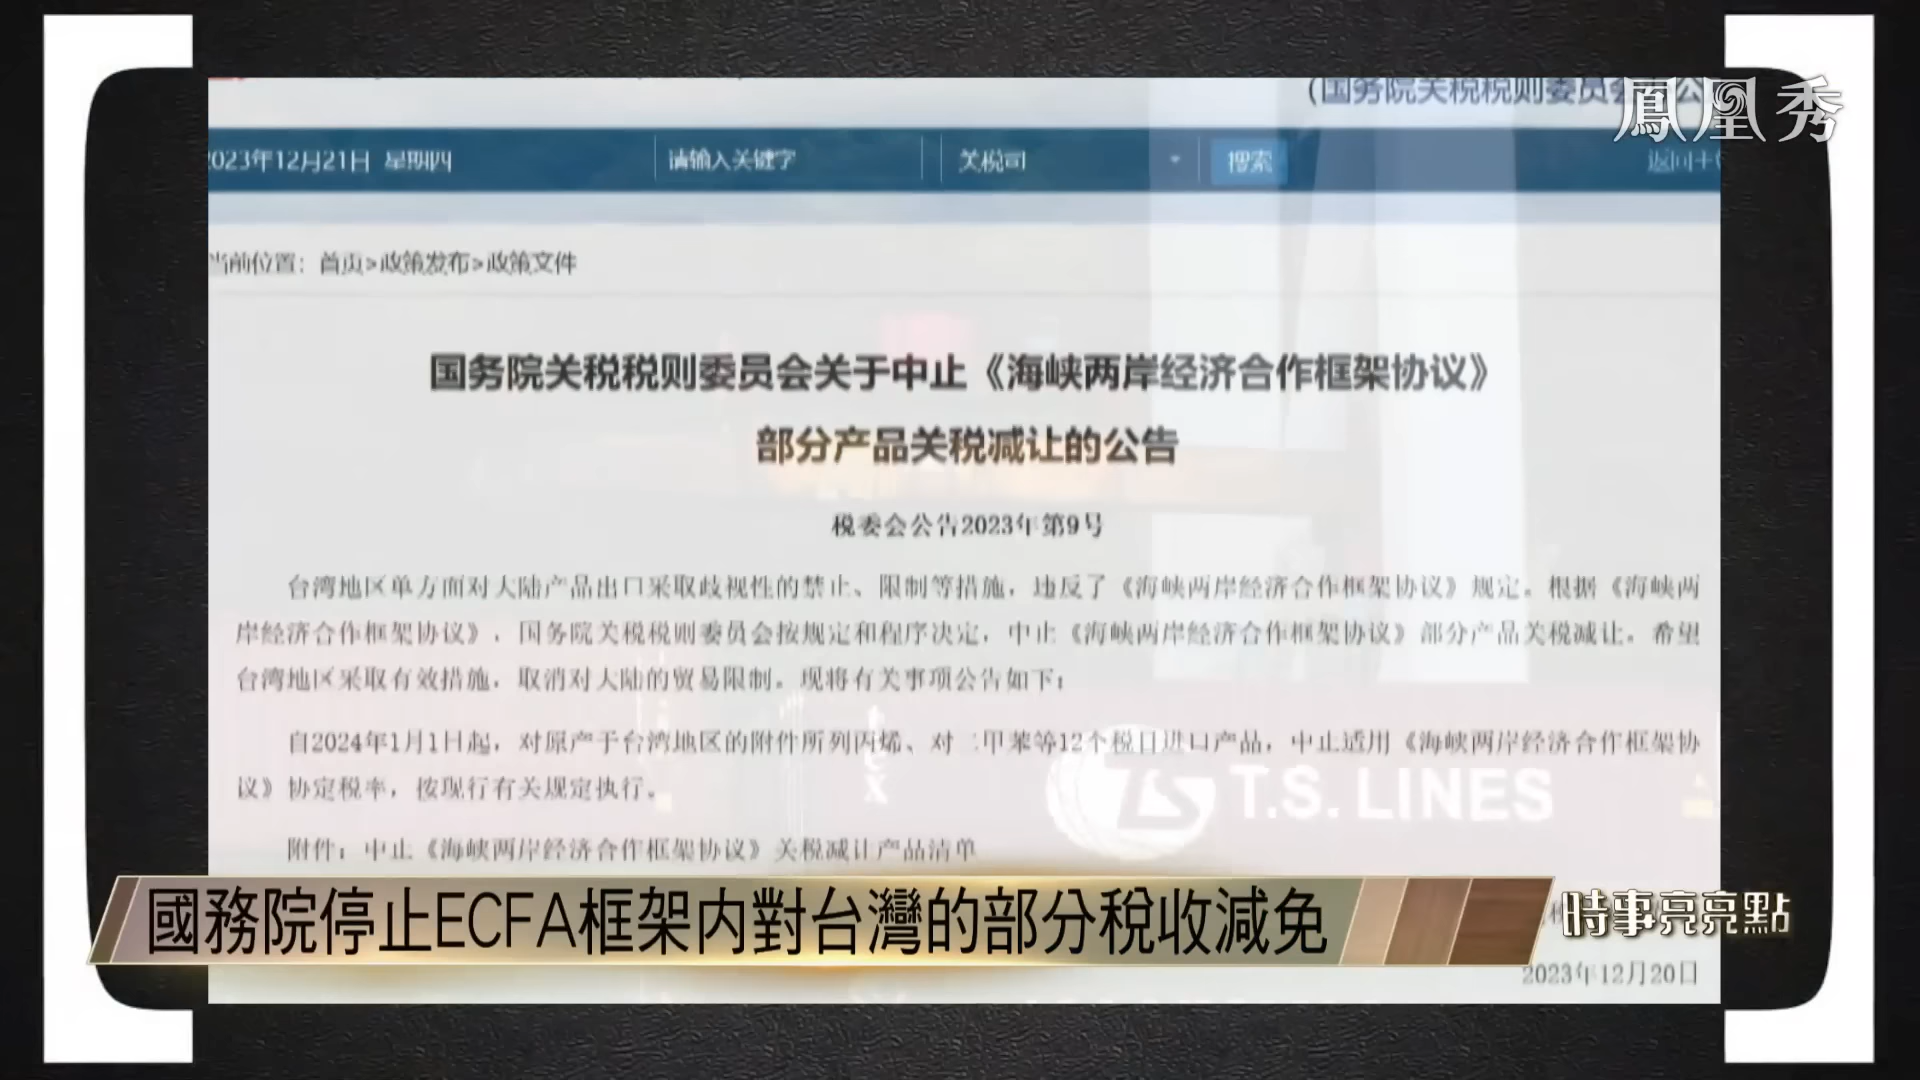 (国务院关税税则委员会
鳳凰秀
2023年12月21日 星期四
请输入关键字
关税司
搜索
返回主
当前位置：首页>政策发布>政策文件
国务院关税税则委员会关于中止《海峡两岸经济合作框架协议》
部分产品关税减让的公告
税委会公告2023年第9号
台湾地区单方面对大陆产品出口采取歧视性的禁止、限制等措施，违反了《海峡两岸经济合作框架协议》规定。根据《海峡两
岸经济合作框架协议》，国务院关税税则委员会按规定和程序决定，中止《海峡两岸经济合作框架协议》部分产品关税减让。希望
台湾地区采取有效措施，取消对大陆的贸易限制。现将有关事项公告如下：
自2024年1月1日起，对原产于台湾地区的附件所列丙烯、对二甲苯等12个税目进口产品，中止适用《海峡两岸经济合作框架协
议》协定税率，按现行有关规定执行。
T.S. LINES
附件：中止《海峡两岸经济合作框架协议》关税减让产品清单
國務院停止ECFA框架内對台灣的部分稅收減免
時事亮亮點
2023年12月20日